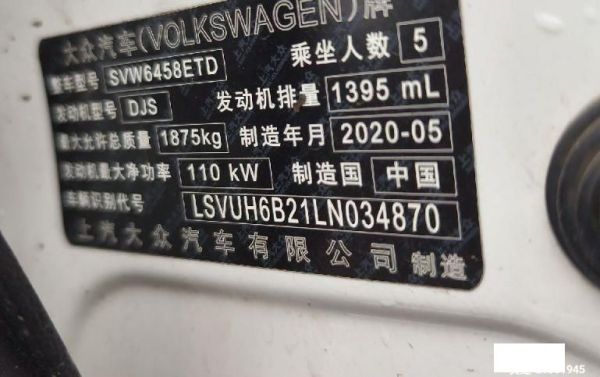 大众汽车(VOLKSWAGEN)牌
整车型号 SVW6458ETD 乘坐人数 5
发动机型号 DJS 发动机排量 1395 mL
最大允许总质量 1875kg 制造年月 2020-05
发动机最大净功率 110 kW 制造国 中国
车辆识别代号 LSVUH6B21LN034870
上汽大众汽车有限公司 制造